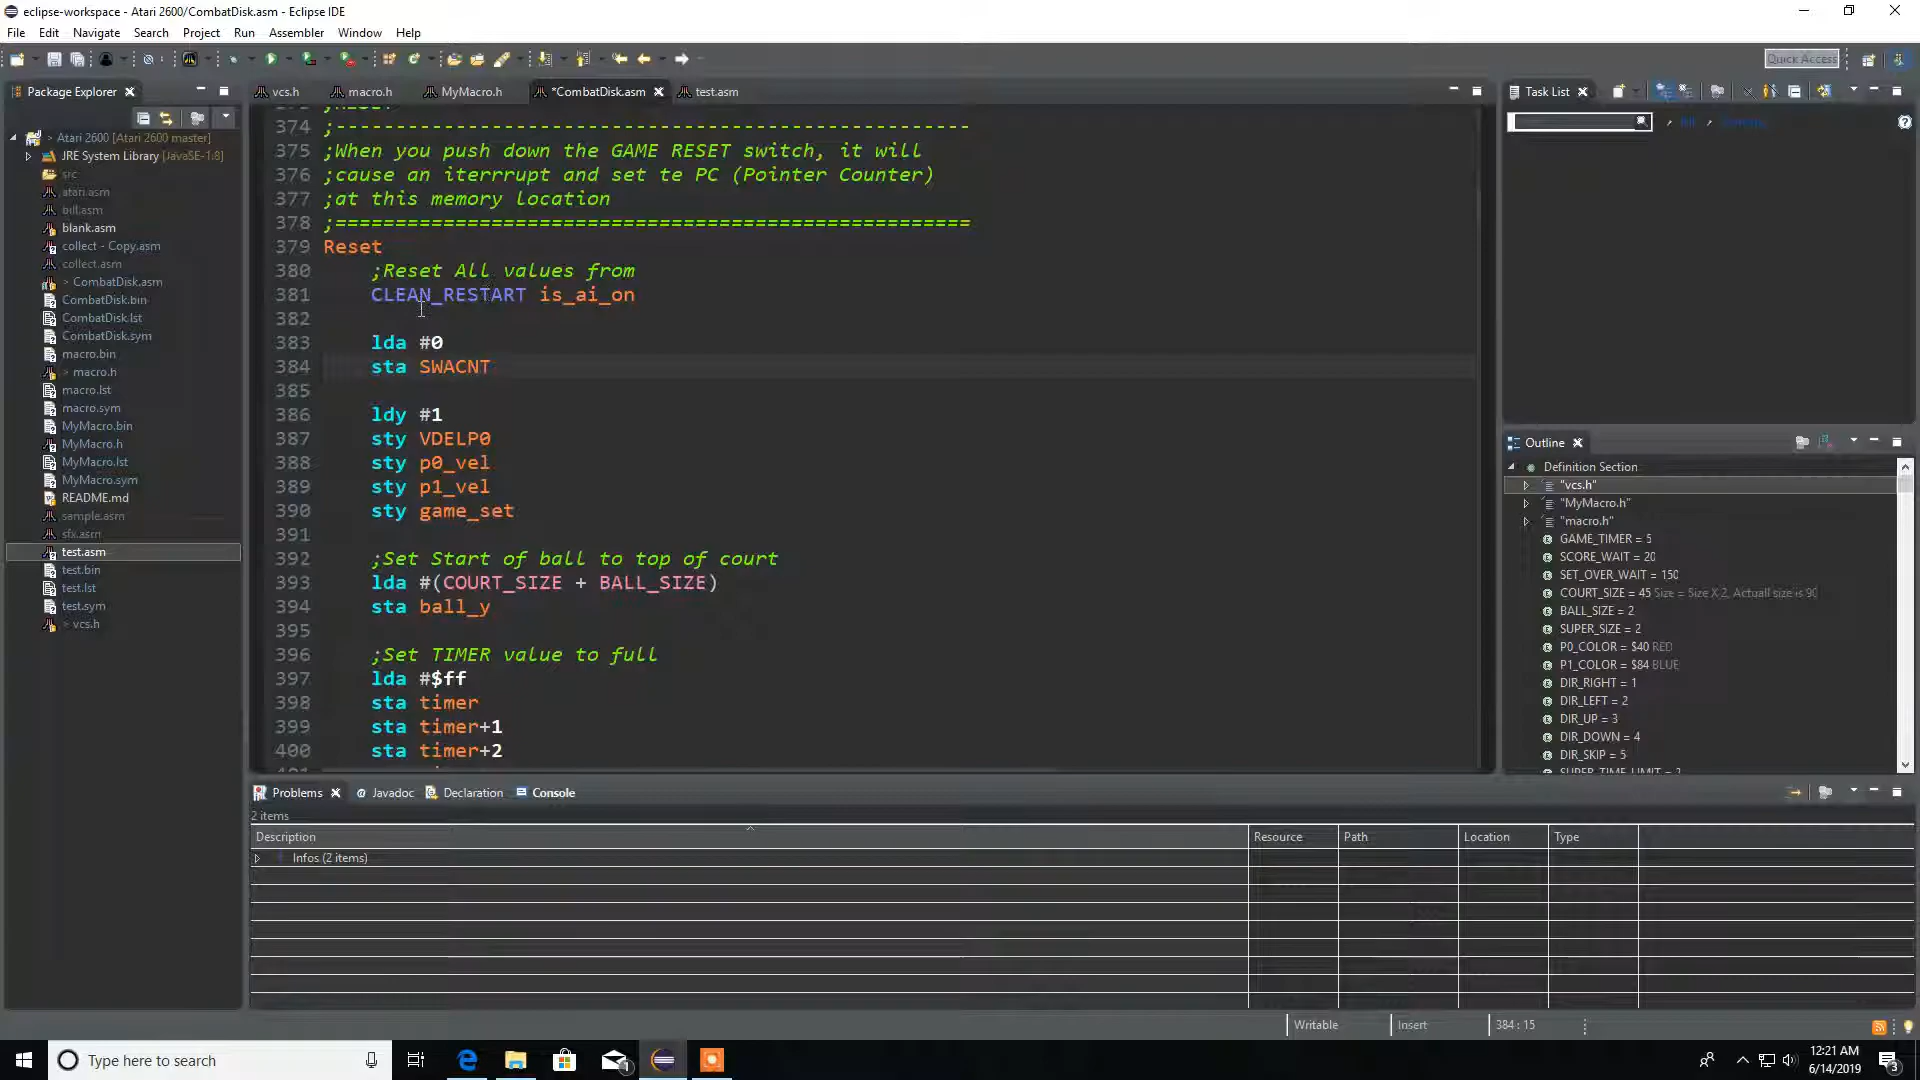 eclipse-workspace - Atari 2600/CombatDisk.asm - Eclipse IDE
File Edit Navigate Search Project Run Assembler Window Help
Quick Access
Package Explorer
vcs.h macro.h MyMacro.h *CombatDisk.asm test.asm
Task List
> Atari 2600 [Atari 2600 master]
JRE System Library [JavaSE-1.8]
src
atari.asm
bill.asm
blank.asm
collect - Copy.asm
collect.asm
> CombatDisk.asm
CombatDisk.bin
CombatDisk.lst
CombatDisk.sym
macro.bin
> macro.h
macro.lst
macro.sym
MyMacro.bin
MyMacro.h
MyMacro.lst
MyMacro.sym
README.md
sample.asm
sfx.asm
test.asm
test.bin
test.lst
test.sym
> vcs.h
374 ;-----------------------------------------------------
375 ;When you push down the GAME RESET switch, it will
376 ;cause an iterrrupt and set te PC (Pointer Counter)
377 ;at this memory location
378 ;=====================================================
379 Reset
380 ;Reset All values from
381 CLEAN_RESTART is_ai_on
382
383 lda #0
384 sta SWACNT
385
386 ldy #1
387 sty VDELP0
388 sty p0_vel
389 sty p1_vel
390 sty game_set
391
392 ;Set Start of ball to top of court
393 lda #(COURT_SIZE + BALL_SIZE)
394 sta ball_y
395
396 ;Set TIMER value to full
397 lda #$ff
398 sta timer
399 sta timer+1
400 sta timer+2
Outline
Definition Section
"vcs.h"
"MyMacro.h"
"macro.h"
GAME_TIMER = 5
SCORE_WAIT = 20
SET_OVER_WAIT = 150
COURT_SIZE = 45 Size = Size X 2, Actuall size is 90
BALL_SIZE = 2
SUPER_SIZE = 2
P0_COLOR = $40 RED
P1_COLOR = $84 BLUE
DIR_RIGHT = 1
DIR_LEFT = 2
DIR_UP = 3
DIR_DOWN = 4
DIR_SKIP = 5
Problems Javadoc Declaration Console
2 items
Description Resource Path Location Type
Infos (2 items)
Writable Insert 384 : 15
Type here to search
1
12:21 AM
6/14/2019
3